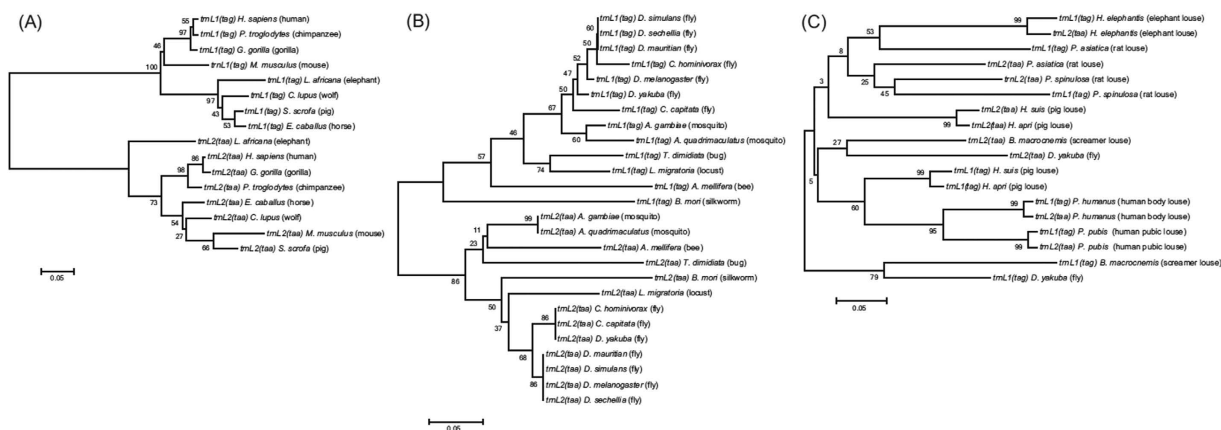 (A)
55
trnL1(tag) H. sapiens (human)
97
trnL1(tag) P. troglodytes (chimpanzee)
46
trnL1(tag) G. gorilla (gorilla)
trnL1(tag) M. musculus (mouse)
100
trnL1(tag) L. africana (elephant)
97
trnL1(tag) C. lupus (wolf)
43
trnL1(tag) S. scrofa (pig)
53
trnL1(tag) E. caballus (horse)
trnL2(taa) L. africana (elephant)
86
trnL2(taa) H. sapiens (human)
98
trnL2(taa) G. gorilla (gorilla)
trnL2(taa) P. troglodytes (chimpanzee)
73
trnL2(taa) E. caballus (horse)
54
trnL2(taa) C. lupus (wolf)
27
trnL2(taa) M. musculus (mouse)
66
trnL2(taa) S. scrofa (pig)
0.05
(B)
trnL1(tag) D. simulans (fly)
60
trnL1(tag) D. sechellia (fly)
50
trnL1(tag) D. mauritian (fly)
52
trnL1(tag) C. hominivorax (fly)
47
trnL1(tag) D. melanogaster (fly)
50
trnL1(tag) D. yakuba (fly)
67
trnL1(tag) C. capitata (fly)
46
trnL1(tag) A. gambiae (mosquito)
60
trnL1(tag) A. quadrimaculatus (mosquito)
57
trnL1(tag) T. dimidiata (bug)
74
trnL1(tag) L. migratoria (locust)
trnL1(tag) A. mellifera (bee)
trnL1(tag) B. mori (silkworm)
99
trnL2(taa) A. gambiae (mosquito)
11
trnL2(taa) A. quadrimaculatus (mosquito)
23
trnL2(taa) A. mellifera (bee)
trnL2(taa) T. dimidiata (bug)
86
trnL2(taa) B. mori (silkworm)
50
trnL2(taa) L. migratoria (locust)
37
trnL2(taa) C. hominivorax (fly)
86
trnL2(taa) C. capitata (fly)
trnL2(taa) D. yakuba (fly)
68
trnL2(taa) D. mauritian (fly)
trnL2(taa) D. simulans (fly)
86
trnL2(taa) D. melanogaster (fly)
trnL2(taa) D. sechellia (fly)
0.05
(C)
99
trnL1(tag) H. elephantis (elephant louse)
53
trnL2(taa) H. elephantis (elephant louse)
8
trnL1(tag) P. asiatica (rat louse)
trnL2(taa) P. asiatica (rat louse)
25
trnL2(taa) P. spinulosa (rat louse)
3
45
trnL1(tag) P. spinulosa (rat louse)
trnL2(taa) H. suis (pig louse)
99
trnL2(taa) H. apri (pig louse)
27
trnL2(taa) B. macrocnemis (screamer louse)
trnL2(taa) D. yakuba (fly)
5
trnL1(tag) H. suis (pig louse)
99
trnL1(tag) H. apri (pig louse)
60
99
trnL1(tag) P. humanus (human body louse)
trnL2(taa) P. humanus (human body louse)
95
trnL1(tag) P. pubis (human pubic louse)
99
trnL2(taa) P. pubis (human pubic louse)
trnL1(tag) B. macrocnemis (screamer louse)
79
trnL1(tag) D. yakuba (fly)
0.05